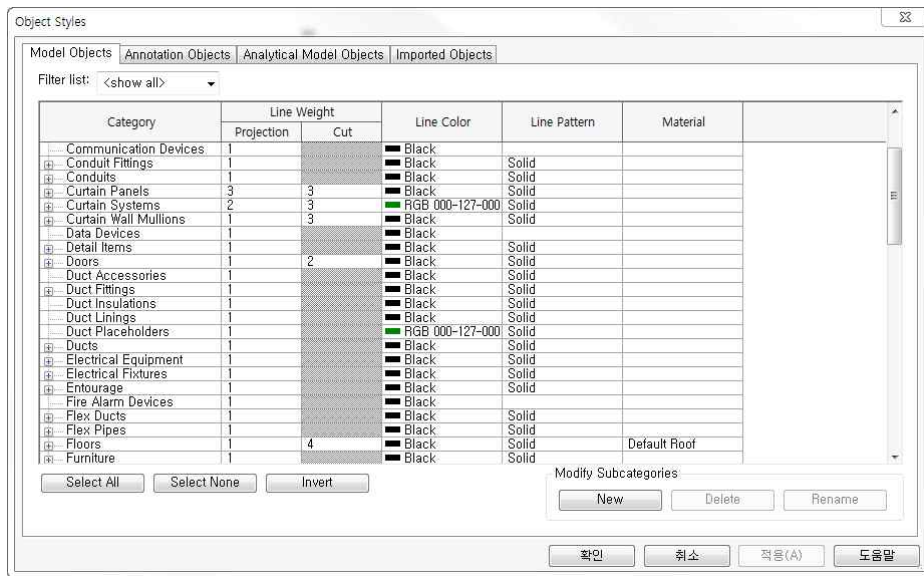 Object Styles
Model Objects Annotation Objects Analytical Model Objects Imported Objects
Filter list: <show all>
Category Line Weight Line Color Line Pattern Material
Projection Cut
Communication Devices 1 Black
Conduit Fittings 1 Black Solid
Conduits 1 Black Solid
Curtain Panels 3 3 Black Solid
Curtain Systems 2 3 RGB 000-127-000 Solid
Curtain Wall Mullions 1 3 Black Solid
Data Devices 1 Black
Detail Items 1 Black Solid
Doors 1 2 Black Solid
Duct Accessories 1 Black Solid
Duct Fittings 1 Black Solid
Duct Insulations 1 Black Solid
Duct Linings 1 Black Solid
Duct Placeholders 1 RGB 000-127-000 Solid
Ducts 1 Black Solid
Electrical Equipment 1 Black Solid
Electrical Fixtures 1 Black Solid
Entourage 1 Black Solid
Fire Alarm Devices 1 Black
Flex Ducts 1 Black Solid
Flex Pipes 1 Black Solid
Floors 1 4 Black Solid Default Roof
Furniture 1 Black Solid
Select All Select None Invert
Modify Subcategories
New Delete Rename
확인 취소 적용(A) 도움말